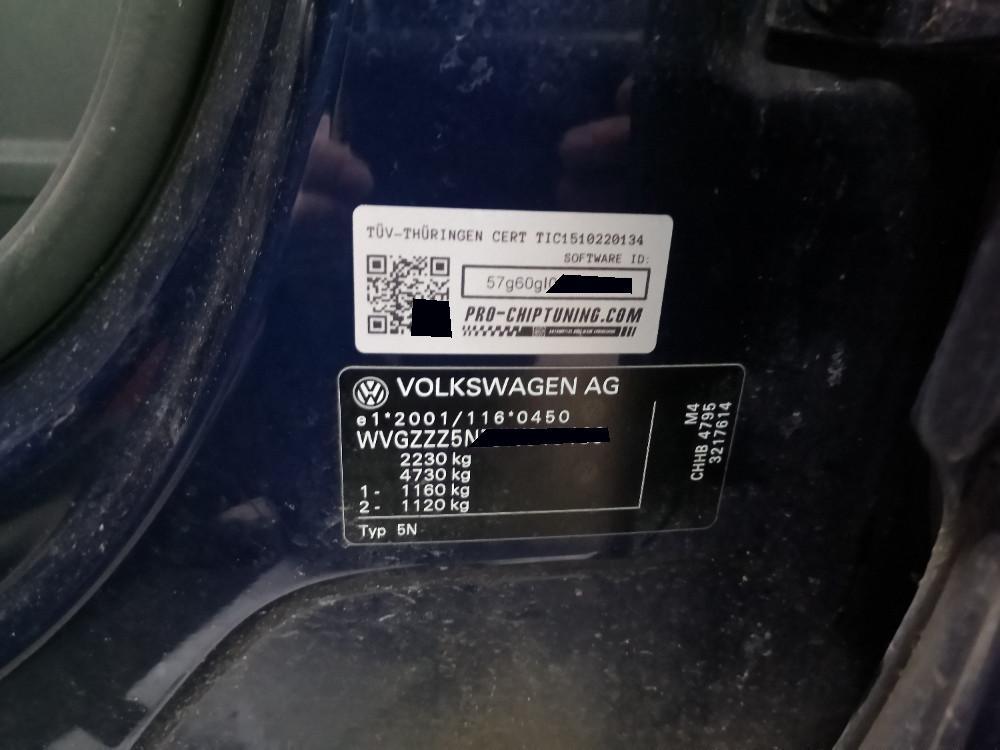 TÜV-THÜRINGEN CERT TIC1510220134
SOFTWARE ID:
57g60gl
PRO-CHIPTUNING.COM
VOLKSWAGEN AG
e1*2001/116*0450
WVGZZZ5N
2230 kg
4730 kg
1- 1160 kg
2- 1120 kg
Typ 5N
M4
CHHB 4795
3217614